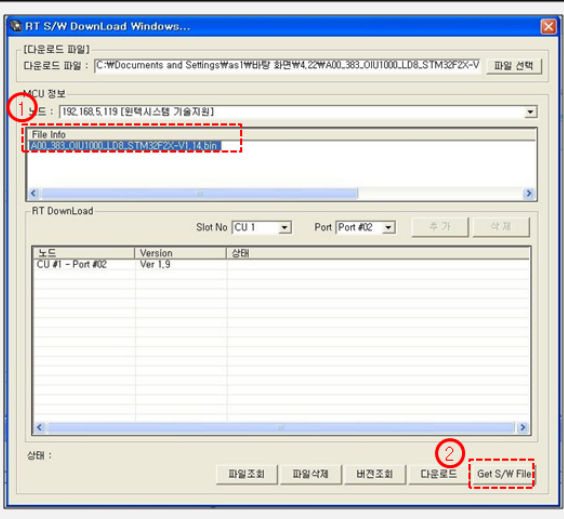 RT S/W DownLoad Windows...
[다운로드 파일]
다운로드 파일 : C:₩Documents and Settings₩as1₩바탕 화면₩4,22₩A00_383_OIU1000_LD8_STM32F2X-V 파일 선택
MCU 정보
① 노드 : 192,168,5,119 [윈텍시스템 기술지원]
File Info
A00_383_OIU1000_LD8_STM32F2X-V1,14,bin
RT DownLoad
Slot No CU 1 Port Port #02 추 가 삭 제
노드 Version 상태
CU #1 - Port #02 Ver 1,9
상태 :
②
파일조회 파일삭제 버전조회 다운로드 Get S/W File